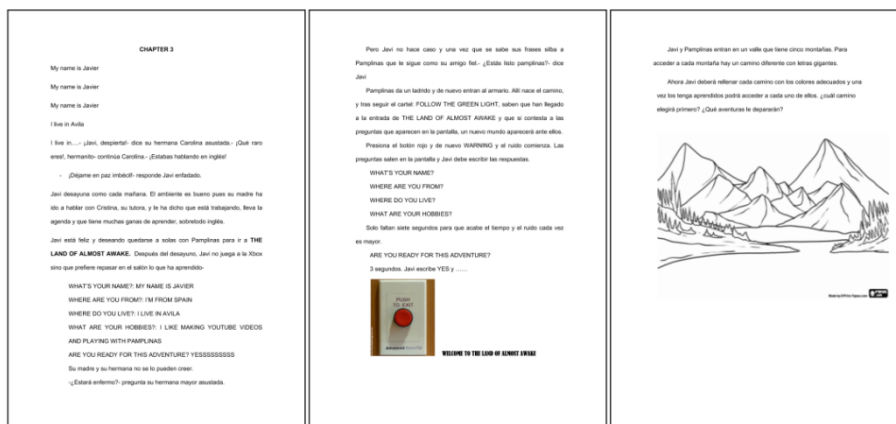 CHAPTER 3
My name is Javier
My name is Javier
My name is Javier
I live in Avila
I live in…- ¡Javi, despierta!- dice su hermana Carolina asustada.- ¡Qué raro
eres!, hermanito- continúa Carolina.- ¡Estabas hablando en inglés!
- ¡Déjame en paz imbécil!- responde Javi enfadado.
Javi desayuna como cada mañana. El ambiente es bueno pues su madre ha
ido a hablar con Cristina, su tutora, y le ha dicho que está trabajando, lleva la
agenda y que tiene muchas ganas de aprender, sobretodo inglés.
Javi está feliz y deseando quedarse a solas con Pamplinas para ir a THE
LAND OF ALMOST AWAKE. Después del desayuno, Javi no juega a la Xbox
sino que prefiere repasar en el salón lo que ha aprendido-
WHAT'S YOUR NAME?: MY NAME IS JAVIER
WHERE ARE YOU FROM?: I'M FROM SPAIN
WHERE DO YOU LIVE?: I LIVE IN AVILA
WHAT ARE YOUR HOBBIES?: I LIKE MAKING YOUTUBE VIDEOS
AND PLAYING WITH PAMPLINAS
ARE YOU READY FOR THIS ADVENTURE? YESSSSSSSSS
Su madre y su hermana no se lo pueden creer.
-¿Estará enfermo?- pregunta su hermana mayor asustada.
Pero Javi no hace caso y una vez que se sabe sus frases silba a
Pamplinas que le sigue como su amigo fiel.- ¿Estás listo pamplinas?- dice
Javi
Pamplinas da un ladrido y de nuevo entran al armario. Allí nace el camino,
y tras seguir el cartel: FOLLOW THE GREEN LIGHT, saben que han llegado
a la entrada de THE LAND OF ALMOST AWAKE y que si contesta a las
preguntas que aparecen en la pantalla, un nuevo mundo aparecerá ante ellos.
Presiona el botón rojo y de nuevo WARNING y el ruido comienza. Las
preguntas salen en la pantalla y Javi debe escribir las respuestas.
WHAT'S YOUR NAME?
WHERE ARE YOU FROM?
WHERE DO YOU LIVE?
WHAT ARE YOUR HOBBIES?
Solo faltan siete segundos para que acabe el tiempo y el ruido cada vez
es mayor.
ARE YOU READY FOR THIS ADVENTURE?
3 segundos. Javi escribe YES y ......
PUSH
TO EXIT
WELCOME TO THE LAND OF ALMOST AWAKE
Javi y Pamplinas entran en un valle que tiene cinco montañas. Para
acceder a cada montaña hay un camino diferente con letras gigantes.
Ahora Javi deberá rellenar cada camino con los colores adecuados y una
vez los tenga aprendidos podrá acceder a cada uno de ellos. ¿cuál camino
elegirá primero? ¿Qué aventuras le depararán?